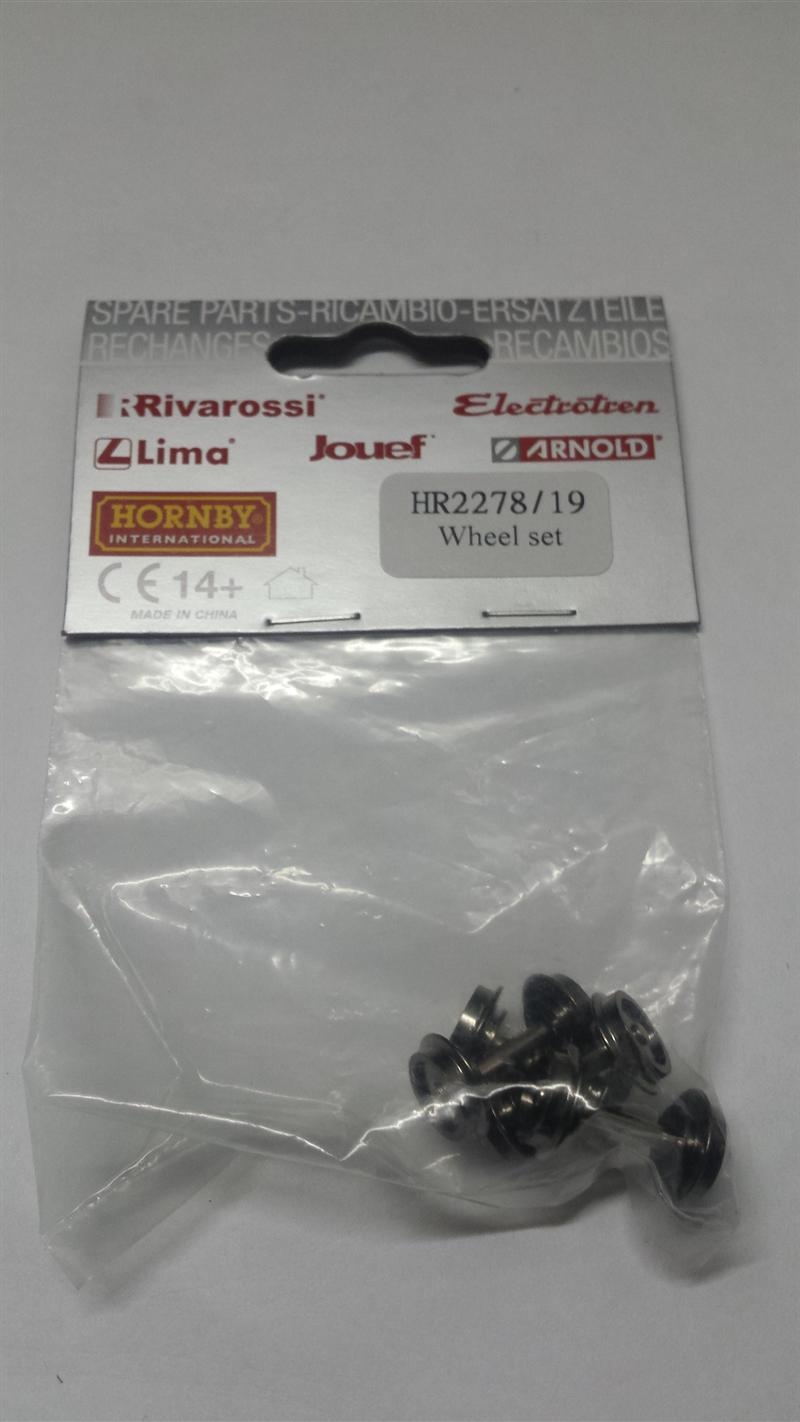 SPARE PARTS-RICAMBIO-ERSATZTEILE
RECHANGES RECAMBIOS
Rivarossi® Electrotren
Lima® Jouef® ARNOLD®
HORNBY®
INTERNATIONAL
HR2278/19
Wheel set
CE 14+
MADE IN CHINA